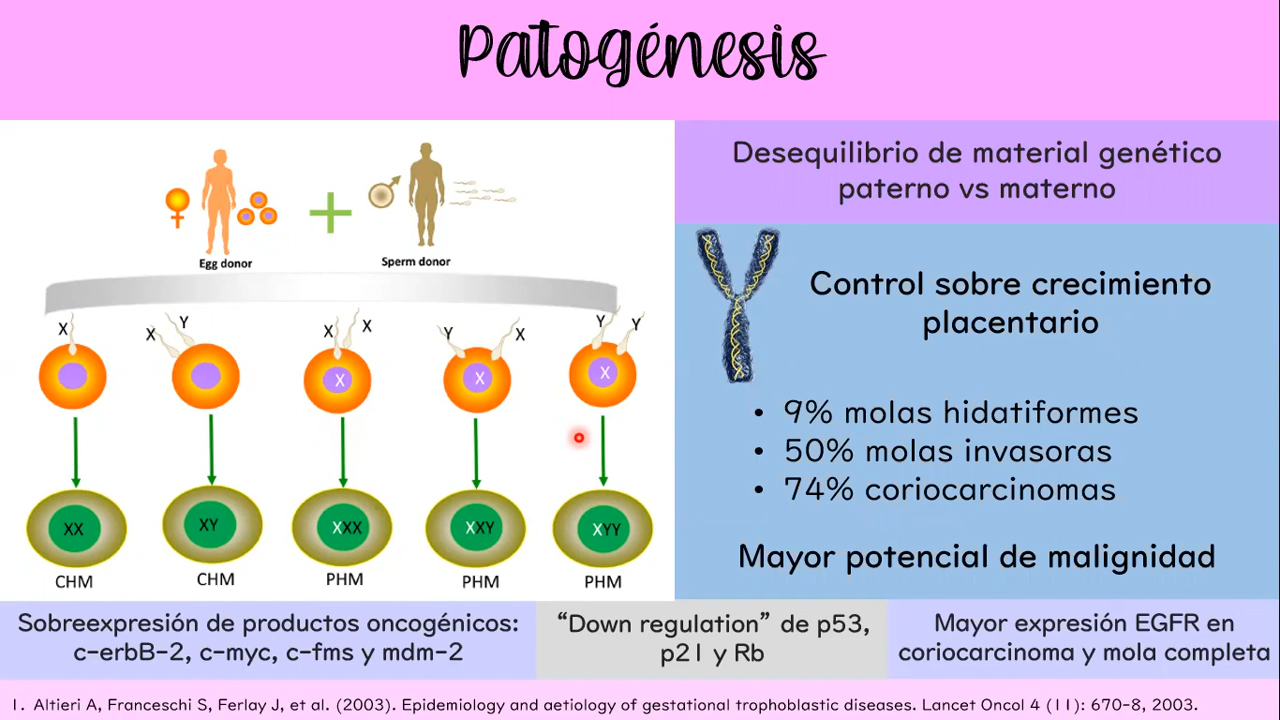 Patogénesis
Egg donor
Sperm donor
X
X Y
X X
Y X
Y Y
X
X
X
XX
XY
XXX
XXY
XYY
CHM
CHM
PHM
PHM
PHM
Desequilibrio de material genético
paterno vs materno
Control sobre crecimiento
placentario
• 9% molas hidatiformes
• 50% molas invasoras
• 74% coriocarcinomas
Mayor potencial de malignidad
Sobreexpresión de productos oncogénicos:
c-erbB-2, c-myc, c-fms y mdm-2
“Down regulation” de p53,
p21 y Rb
Mayor expresión EGFR en
coriocarcinoma y mola completa
1. Altieri A, Franceschi S, Ferlay J, et al. (2003). Epidemiology and aetiology of gestational trophoblastic diseases. Lancet Oncol 4 (11): 670-8, 2003.